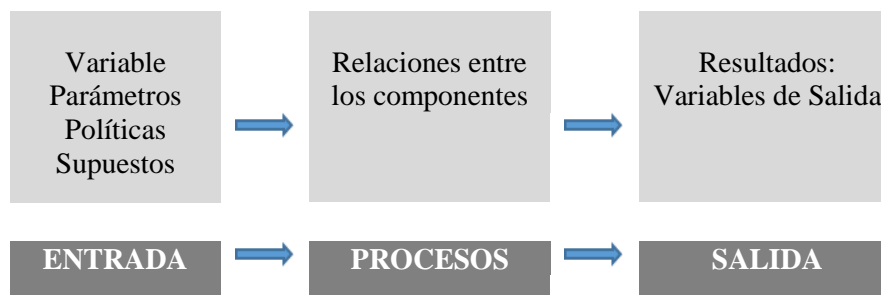 Variable
Parámetros
Políticas
Supuestos
Relaciones entre
los componentes
Resultados:
Variables de Salida
ENTRADA
PROCESOS
SALIDA